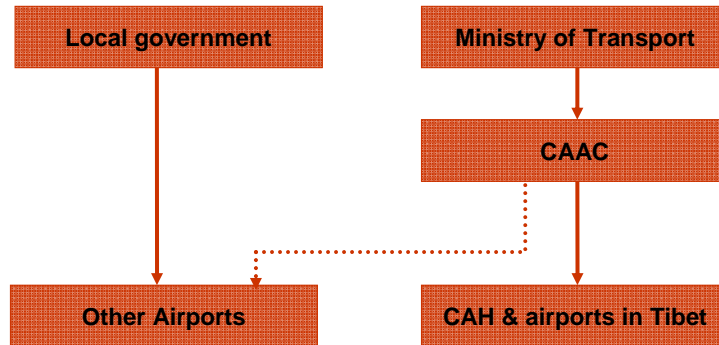 Local government
Ministry of Transport
CAAC
Other Airports
CAH & airports in Tibet